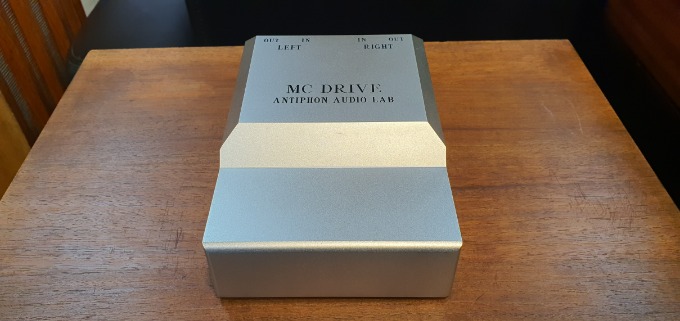 OUT IN IN OUT
LEFT RIGHT
MC DRIVE
ANTIPHON AUDIO LAB